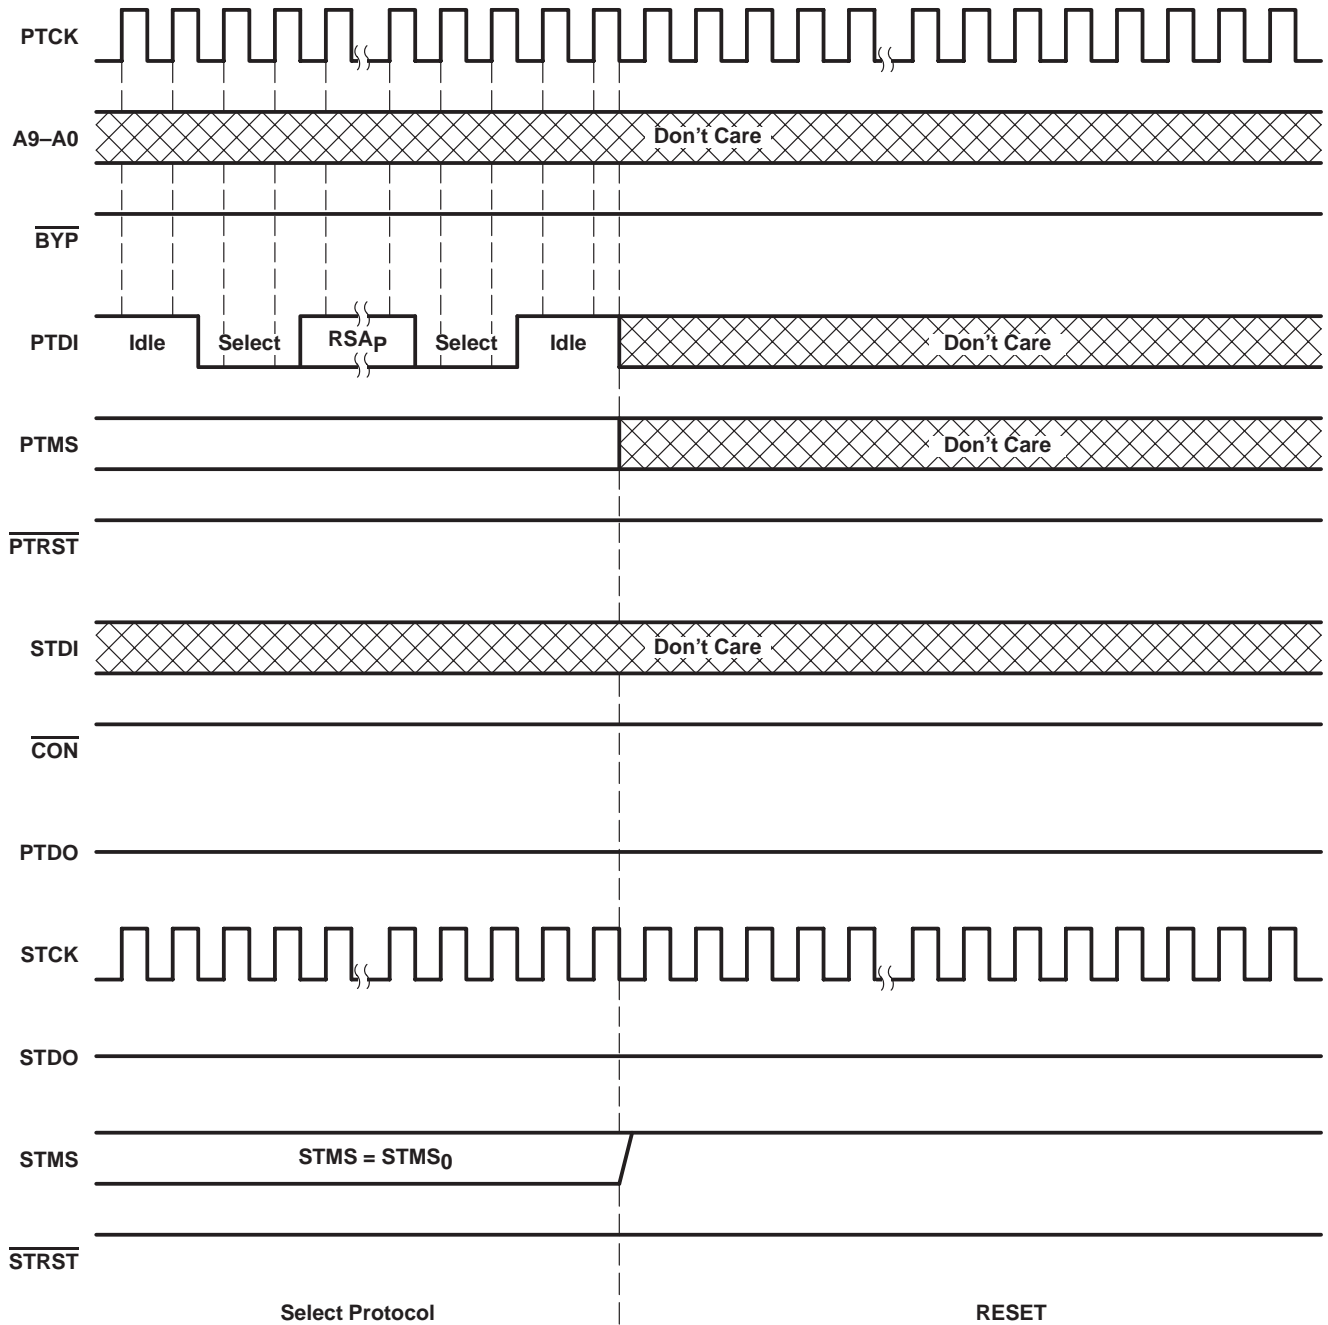 PTCK
A9–A0 Don't Care
BYP
PTDI Idle Select RSAP Select Idle Don't Care
PTMS Don't Care
PTRST
STDI Don't Care
CON
PTDO
STCK
STDO
STMS STMS = STMS0
STRST
Select Protocol RESET